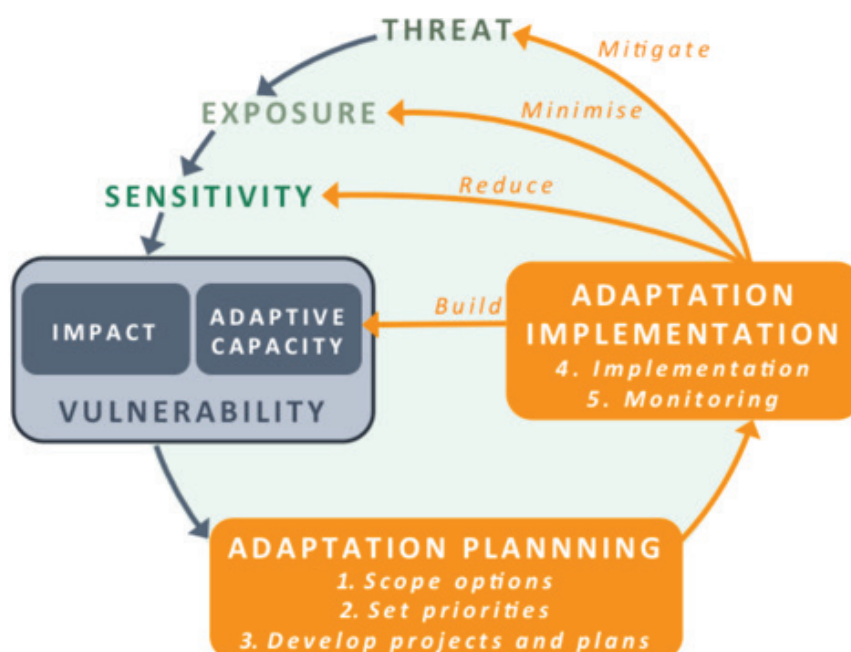 THREAT
Mitigate
EXPOSURE
Minimise
SENSITIVITY
Reduce
IMPACT
ADAPTIVE
CAPACITY
VULNERABILITY
Build
ADAPTATION
IMPLEMENTATION
4. Implementation
5. Monitoring
ADAPTATION PLANNNING
1. Scope options
2. Set priorities
3. Develop projects and plans